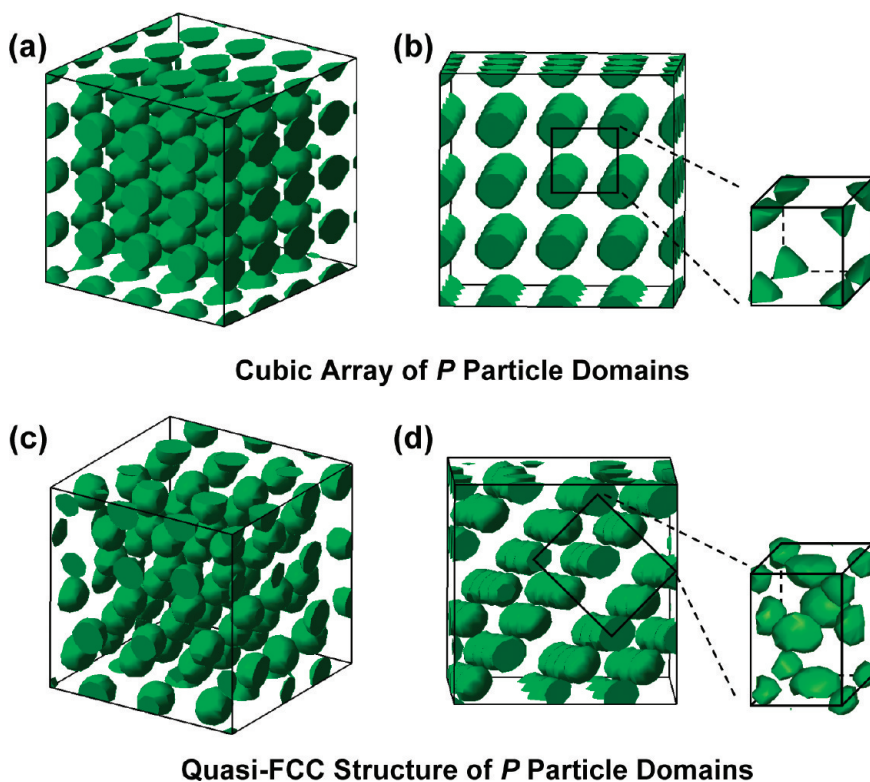 (a)
(b)
Cubic Array of P Particle Domains
(c)
(d)
Quasi-FCC Structure of P Particle Domains